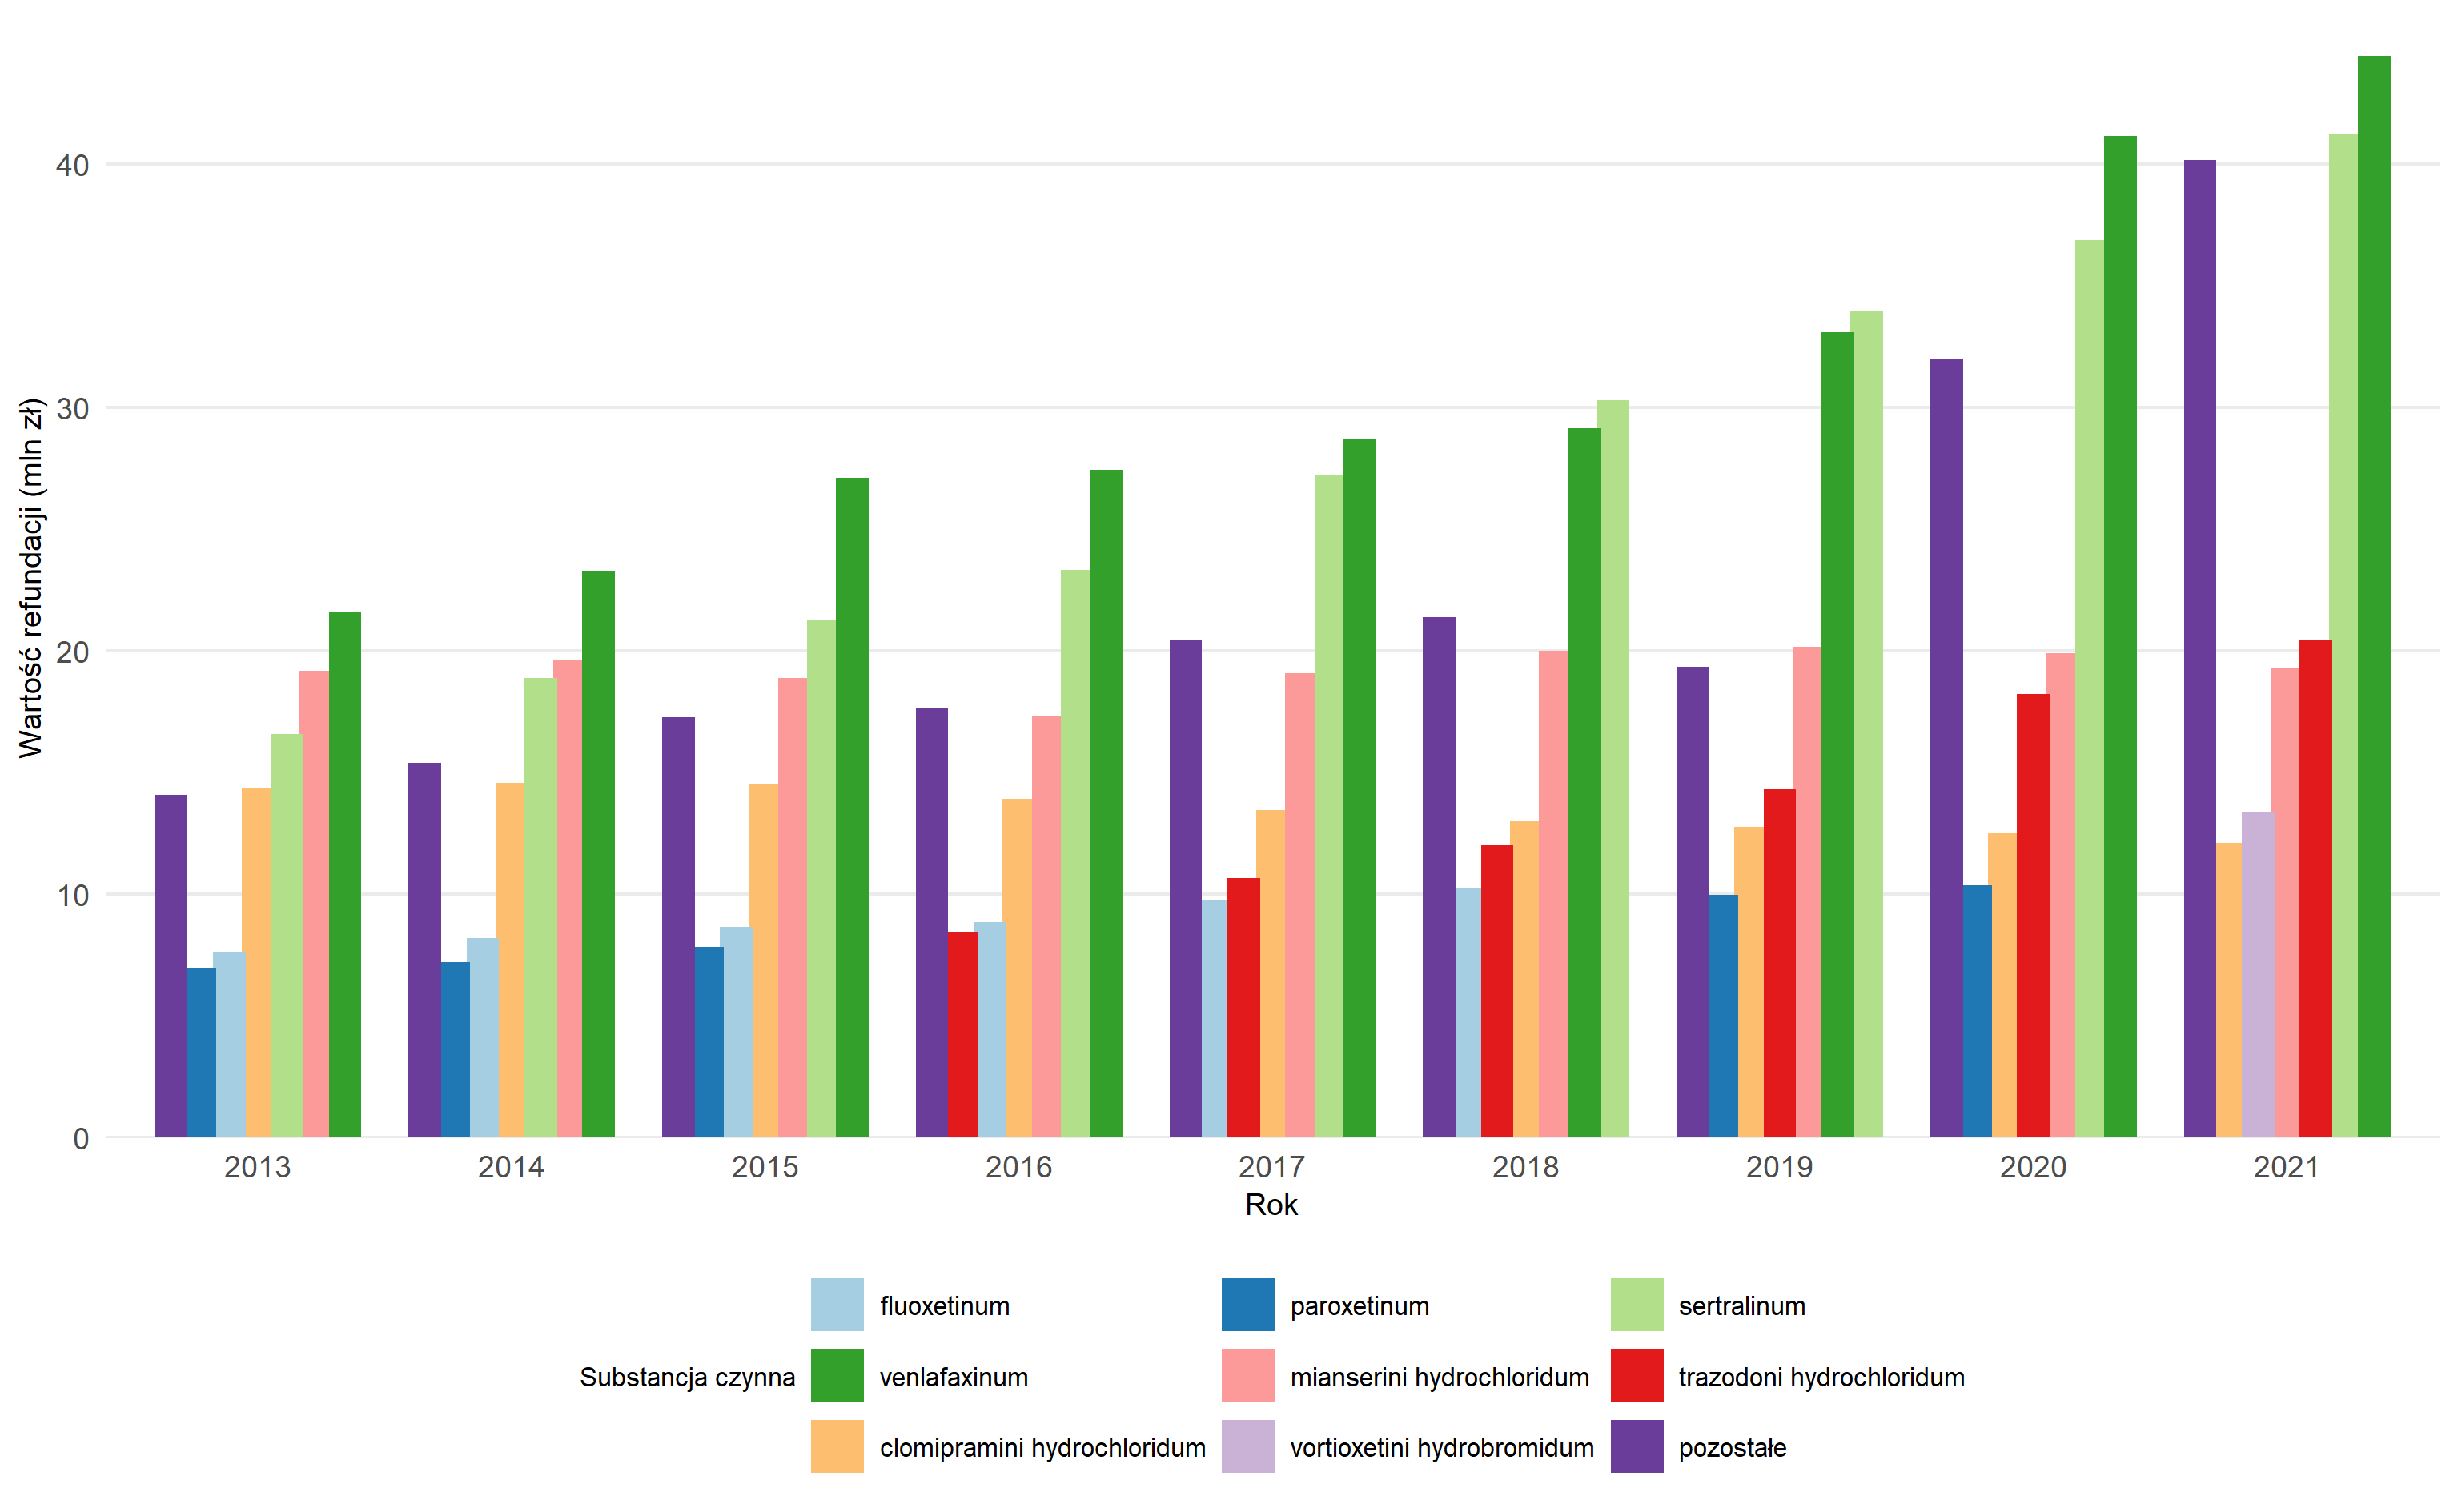 Wartość refundacji (mln zł)
40
30
20
10
0
2013 2014 2015 2016 2017 2018 2019 2020 2021
Rok
Substancja czynna
fluoxetinum paroxetinum sertralinum
venlafaxinum mianserini hydrochloridum trazodoni hydrochloridum
clomipramini hydrochloridum vortioxetini hydrobromidum pozostałe